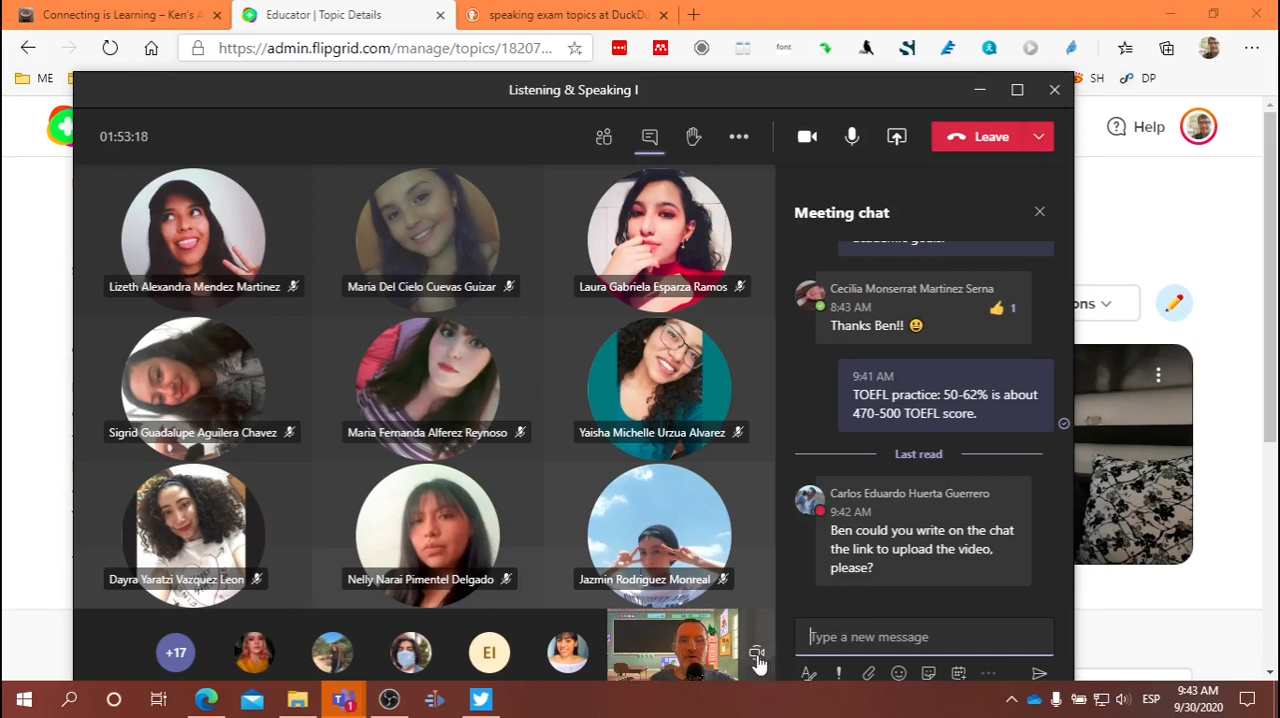 Connecting is Learning – Ken's A
Educator | Topic Details
speaking exam topics at DuckDu
https://admin.flipgrid.com/manage/topics/18207...
font
ME
SH
DP
Listening & Speaking I
01:53:18
Leave
Help
Meeting chat
Lizeth Alexandra Mendez Martinez
Maria Del Cielo Cuevas Guizar
Laura Gabriela Esparza Ramos
Sigrid Guadalupe Aguilera Chavez
Maria Fernanda Alferez Reynoso
Yaisha Michelle Urzua Alvarez
Dayra Yaratzi Vazquez Leon
Nelly Narai Pimentel Delgado
Jazmin Rodriguez Monreal
+17
EI
academic goals.
Cecilia Monserrat Martinez Serna
8:43 AM
👍 1
Thanks Ben!! 😃
9:41 AM
TOEFL practice: 50-62% is about
470-500 TOEFL score.
Last read
Carlos Eduardo Huerta Guerrero
9:42 AM
Ben could you write on the chat
the link to upload the video,
please?
Type a new message
ons
1
ESP
9:43 AM
9/30/2020